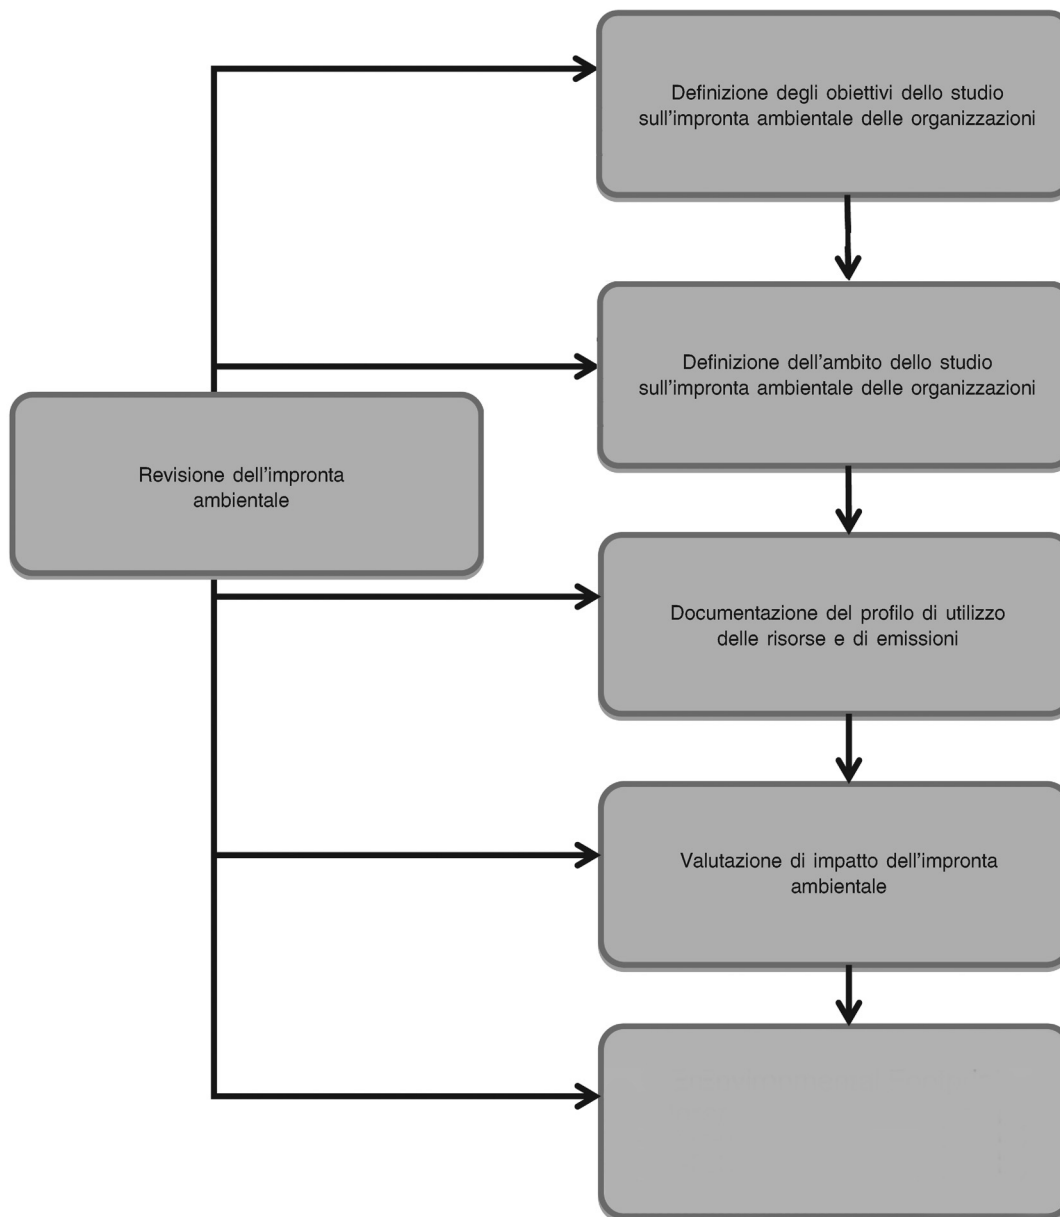 Definizione degli obiettivi dello studio
sull'impronta ambientale delle organizzazioni
Definizione dell'ambito dello studio
sull'impronta ambientale delle organizzazioni
Revisione dell'impronta
ambientale
Documentazione del profilo di utilizzo
delle risorse e di emissioni
Valutazione di impatto dell'impronta
ambientale